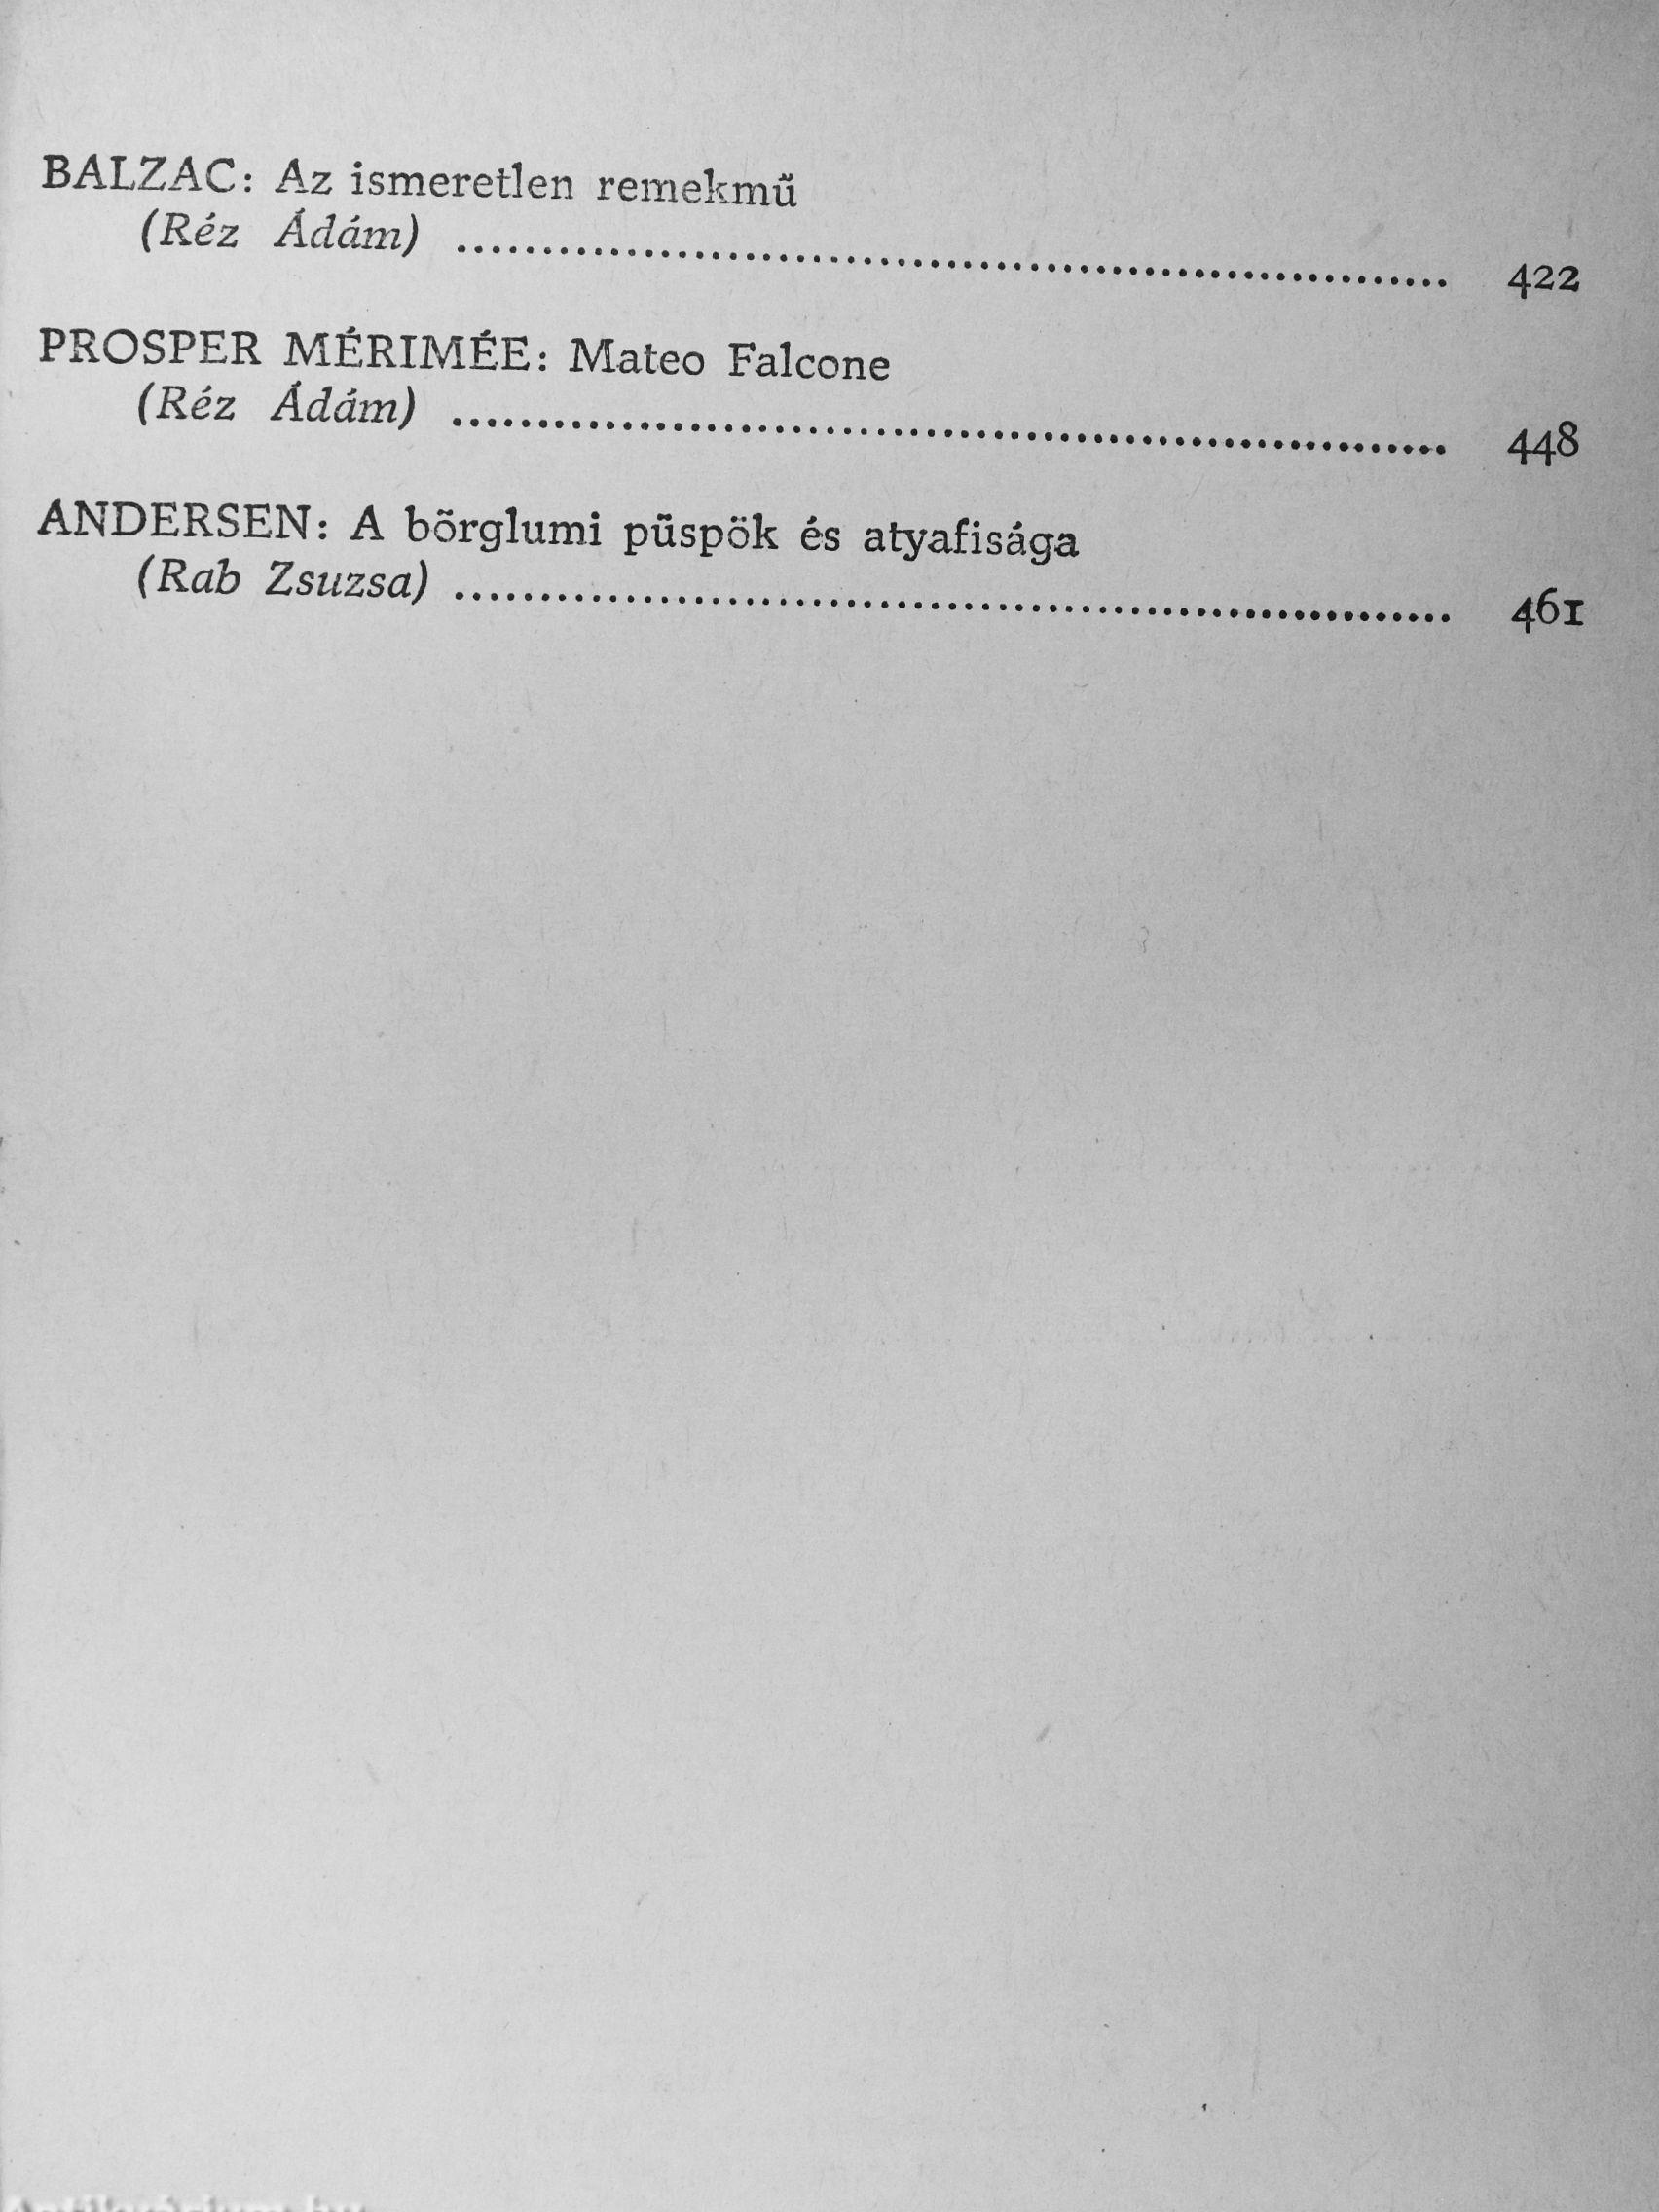 BALZAC: Az ismeretlen remekmű
(Réz Ádám) .......................................................... 422
PROSPER MÉRIMÉE: Mateo Falcone
(Réz Ádám) .......................................................... 448
ANDERSEN: A börglumi püspök és atyafisága
(Rab Zsuzsa) .......................................................... 461